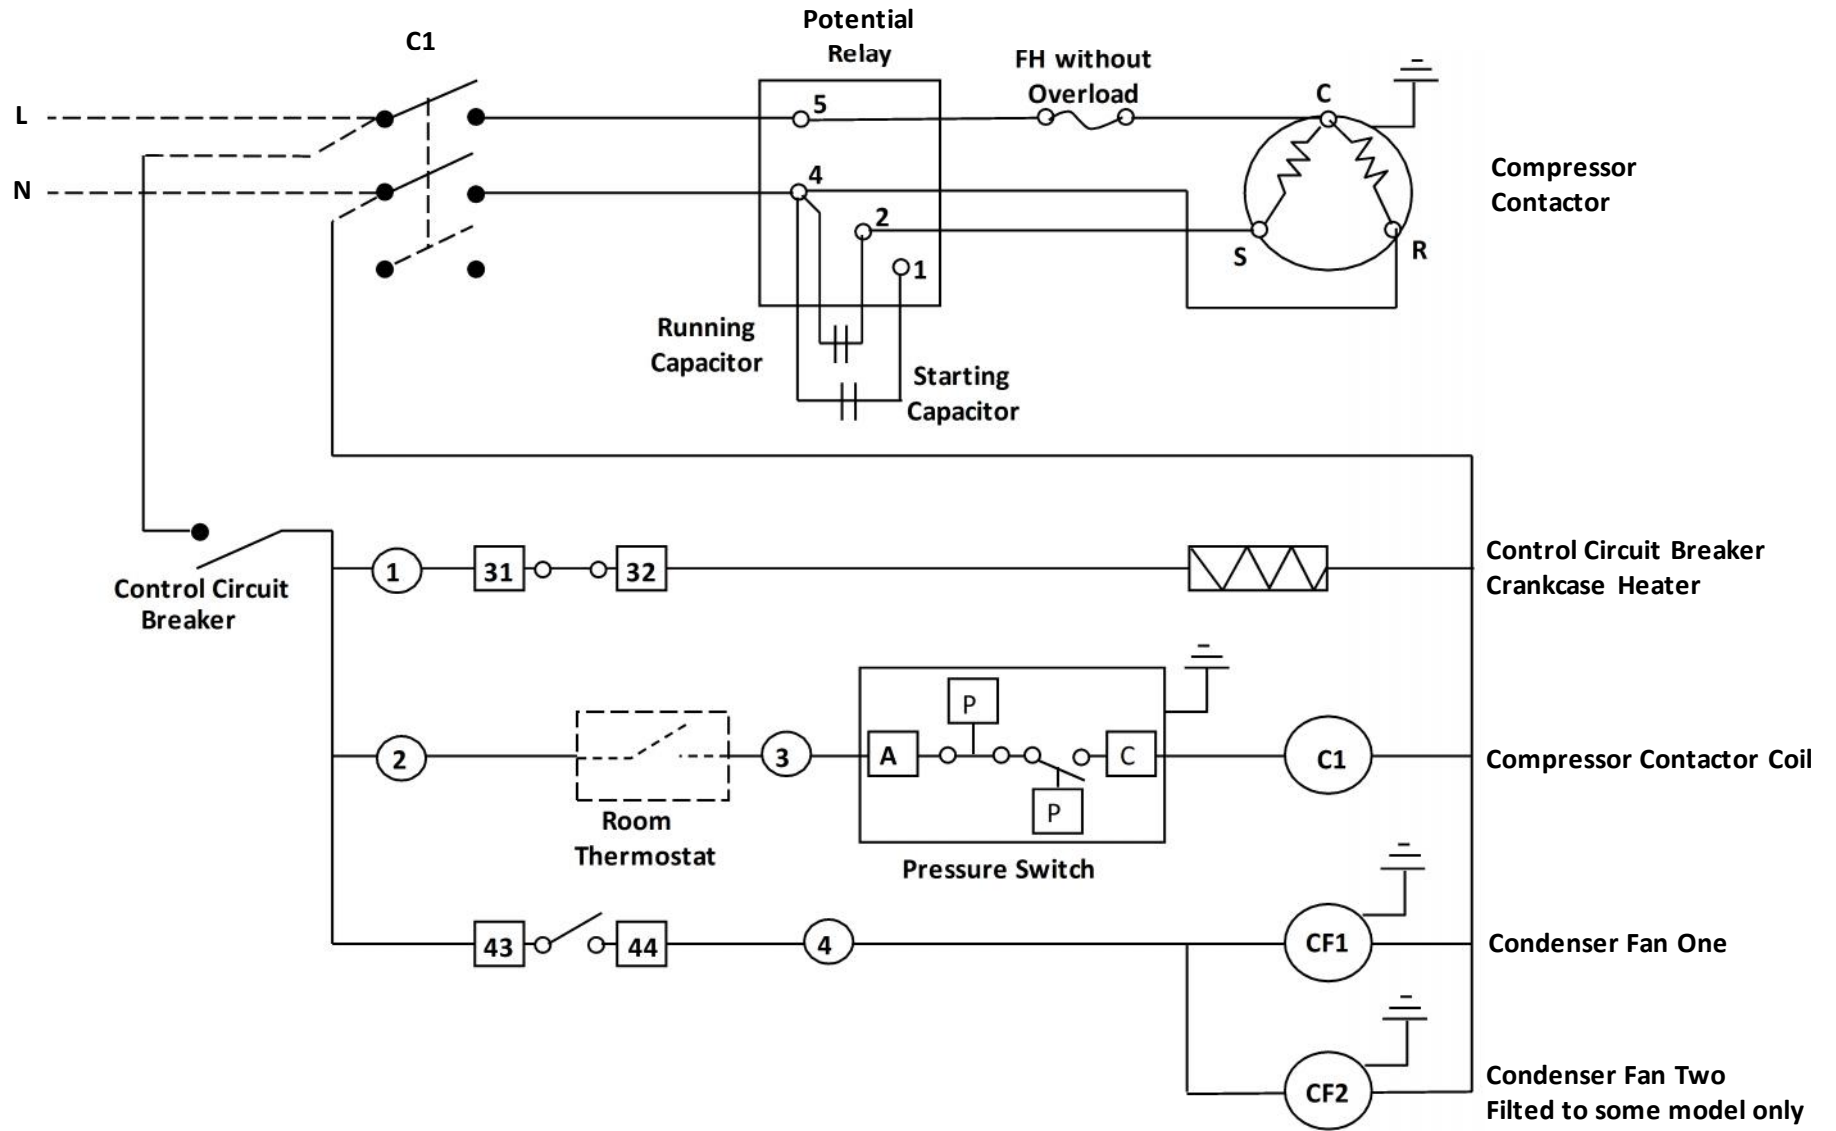 Potential
Relay
C1
FH without
Overload
L
5
C
N
4
Compressor
Contactor
2
1
S
R
Running
Capacitor
Starting
Capacitor
Control Circuit
Breaker
1
31
32
Control Circuit Breaker
Crankcase Heater
2
Room
Thermostat
3
A
P
P
C
Pressure Switch
C1
Compressor Contactor Coil
43
44
4
CF1
Condenser Fan One
CF2
Condenser Fan Two
Filted to some model only